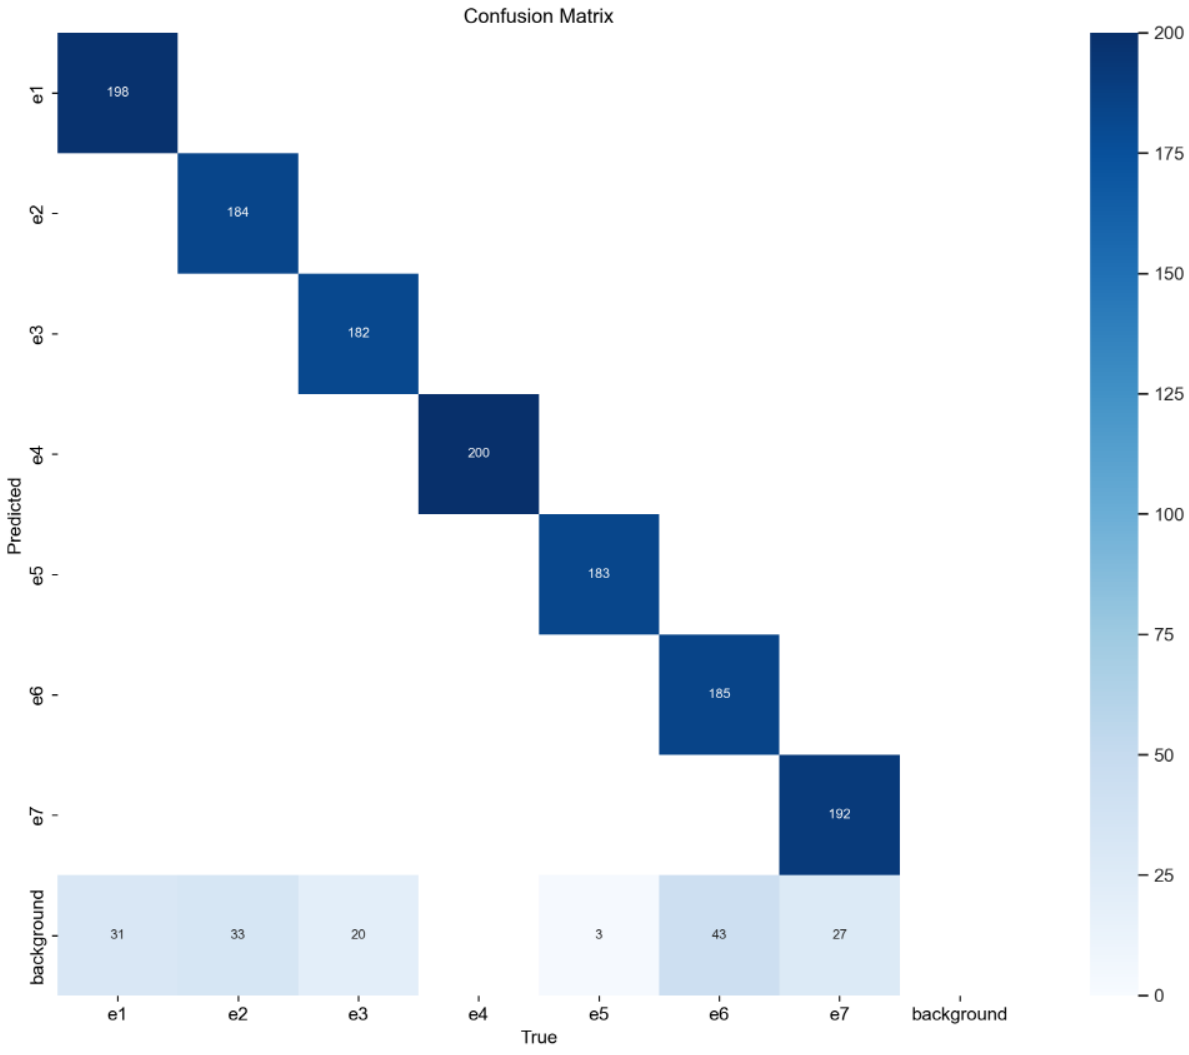 Confusion Matrix
e1
198
e2
184
e3
182
e4
200
Predicted
e5
183
e6
185
e7
192
background
31 33 20 3 43 27
e1 e2 e3 e4 e5 e6 e7 background
True
200
175
150
125
100
75
50
25
0